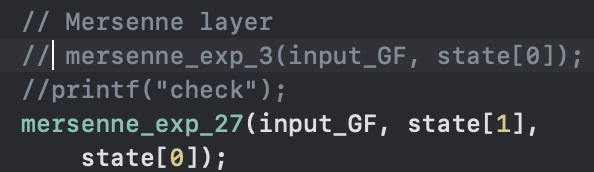 // Mersenne layer
// mersenne_exp_3(input_GF, state[0]);
//printf("check");
mersenne_exp_27(input_GF, state[1],
state[0]);